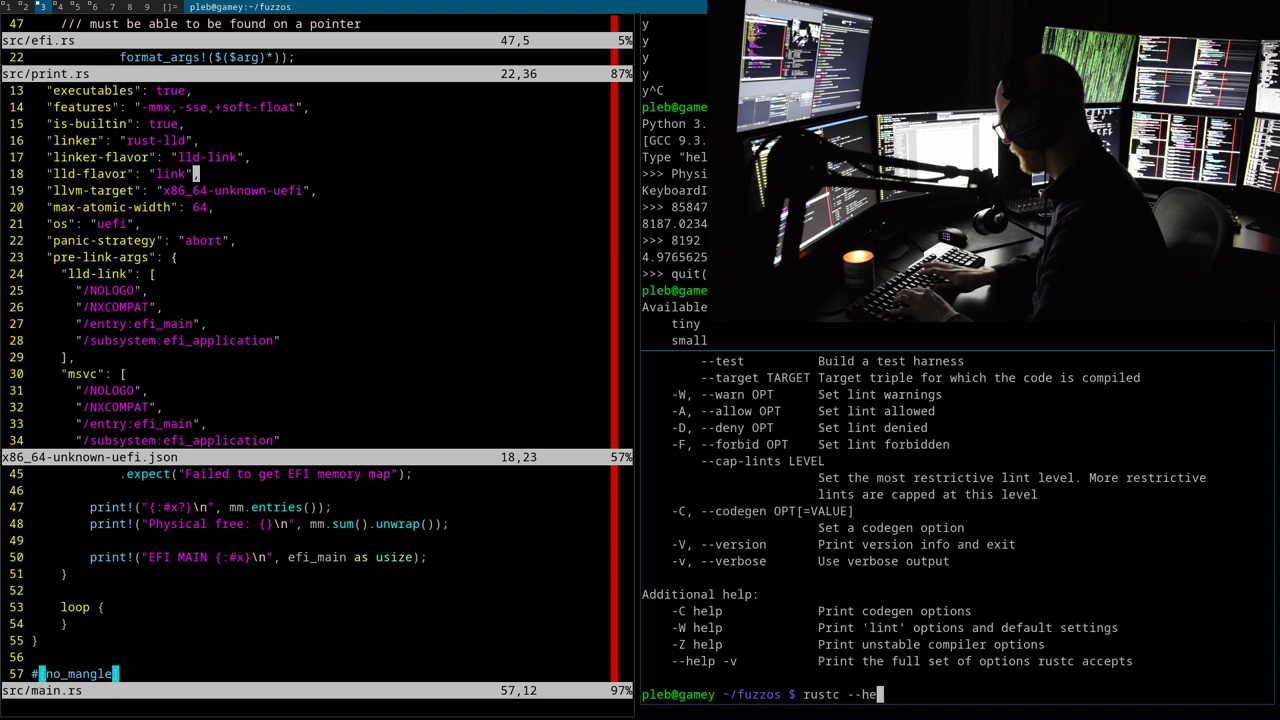 1 2 3 4 5 6 7 8 9 []= pleb@gamey:~/fuzzos
47 /// must be able to be found on a pointer
src/efi.rs 47,5 5%
22 format_args!($($arg)*));
src/print.rs 22,36 87%
13 "executables": true,
14 "features": "-mmx,-sse,+soft-float",
15 "is-builtin": true,
16 "linker": "rust-lld",
17 "linker-flavor": "lld-link",
18 "lld-flavor": "link",
19 "llvm-target": "x86_64-unknown-uefi",
20 "max-atomic-width": 64,
21 "os": "uefi",
22 "panic-strategy": "abort",
23 "pre-link-args": {
24 "lld-link": [
25 "/NOLOGO",
26 "/NXCOMPAT",
27 "/entry:efi_main",
28 "/subsystem:efi_application"
29 ],
30 "msvc": [
31 "/NOLOGO",
32 "/NXCOMPAT",
33 "/entry:efi_main",
34 "/subsystem:efi_application"
x86_64-unknown-uefi.json 18,23 57%
45 .expect("Failed to get EFI memory map");
46
47 print!("{:#x?}\n", mm.entries());
48 print!("Physical free: {}\n", mm.sum().unwrap());
49
50 print!("EFI MAIN {:#x}\n", efi_main as usize);
51 }
52
53 loop {
54 }
55 }
56
57 #[no_mangle]
src/main.rs 57,12 97%
y
y
y
y
y^C
pleb@game
Python 3.
[GCC 9.3.
Type "hel
>>> Physi
KeyboardI
>>> 85847
8187.0234
>>> 8192
4.9765625
>>> quit(
pleb@game
Available
tiny
small
--test Build a test harness
--target TARGET Target triple for which the code is compiled
-W, --warn OPT Set lint warnings
-A, --allow OPT Set lint allowed
-D, --deny OPT Set lint denied
-F, --forbid OPT Set lint forbidden
--cap-lints LEVEL
Set the most restrictive lint level. More restrictive
lints are capped at this level
-C, --codegen OPT[=VALUE]
Set a codegen option
-V, --version Print version info and exit
-v, --verbose Use verbose output
Additional help:
-C help Print codegen options
-W help Print 'lint' options and default settings
-Z help Print unstable compiler options
--help -v Print the full set of options rustc accepts
pleb@gamey ~/fuzzos $ rustc --he